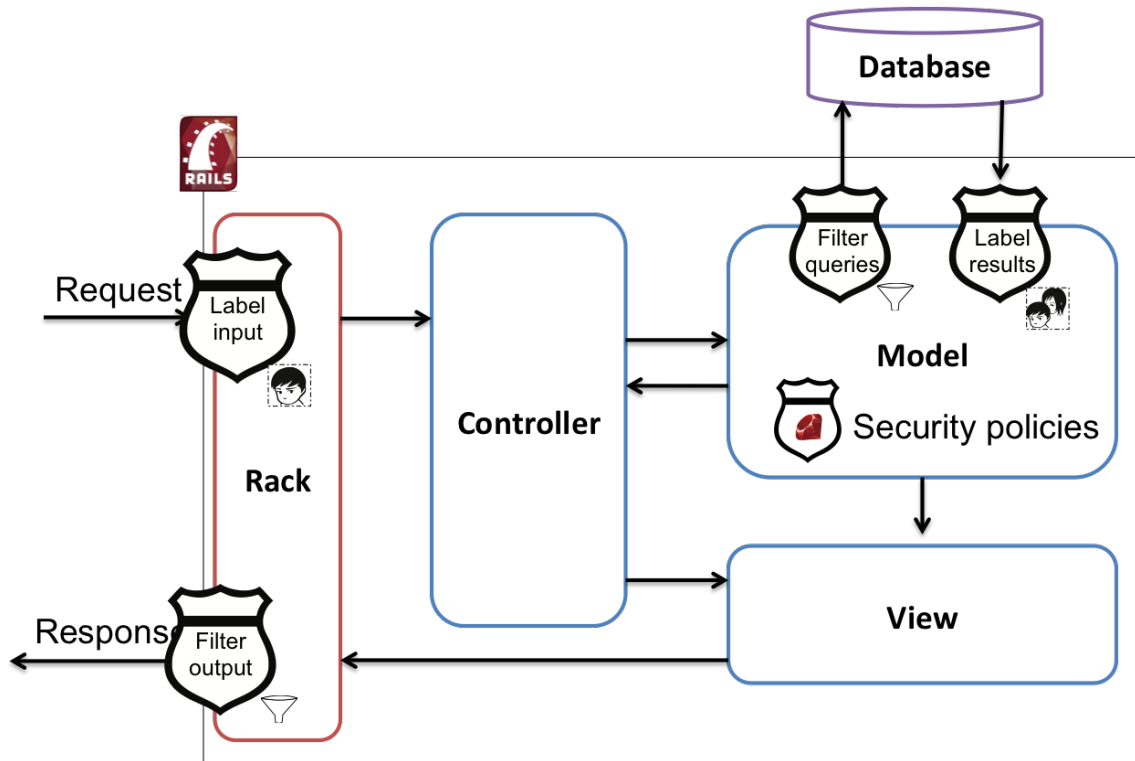 Database
RAILS
Filter
queries
Label
results
Request
Label
input
Model
Controller
Security policies
Rack
Response
Filter
output
View